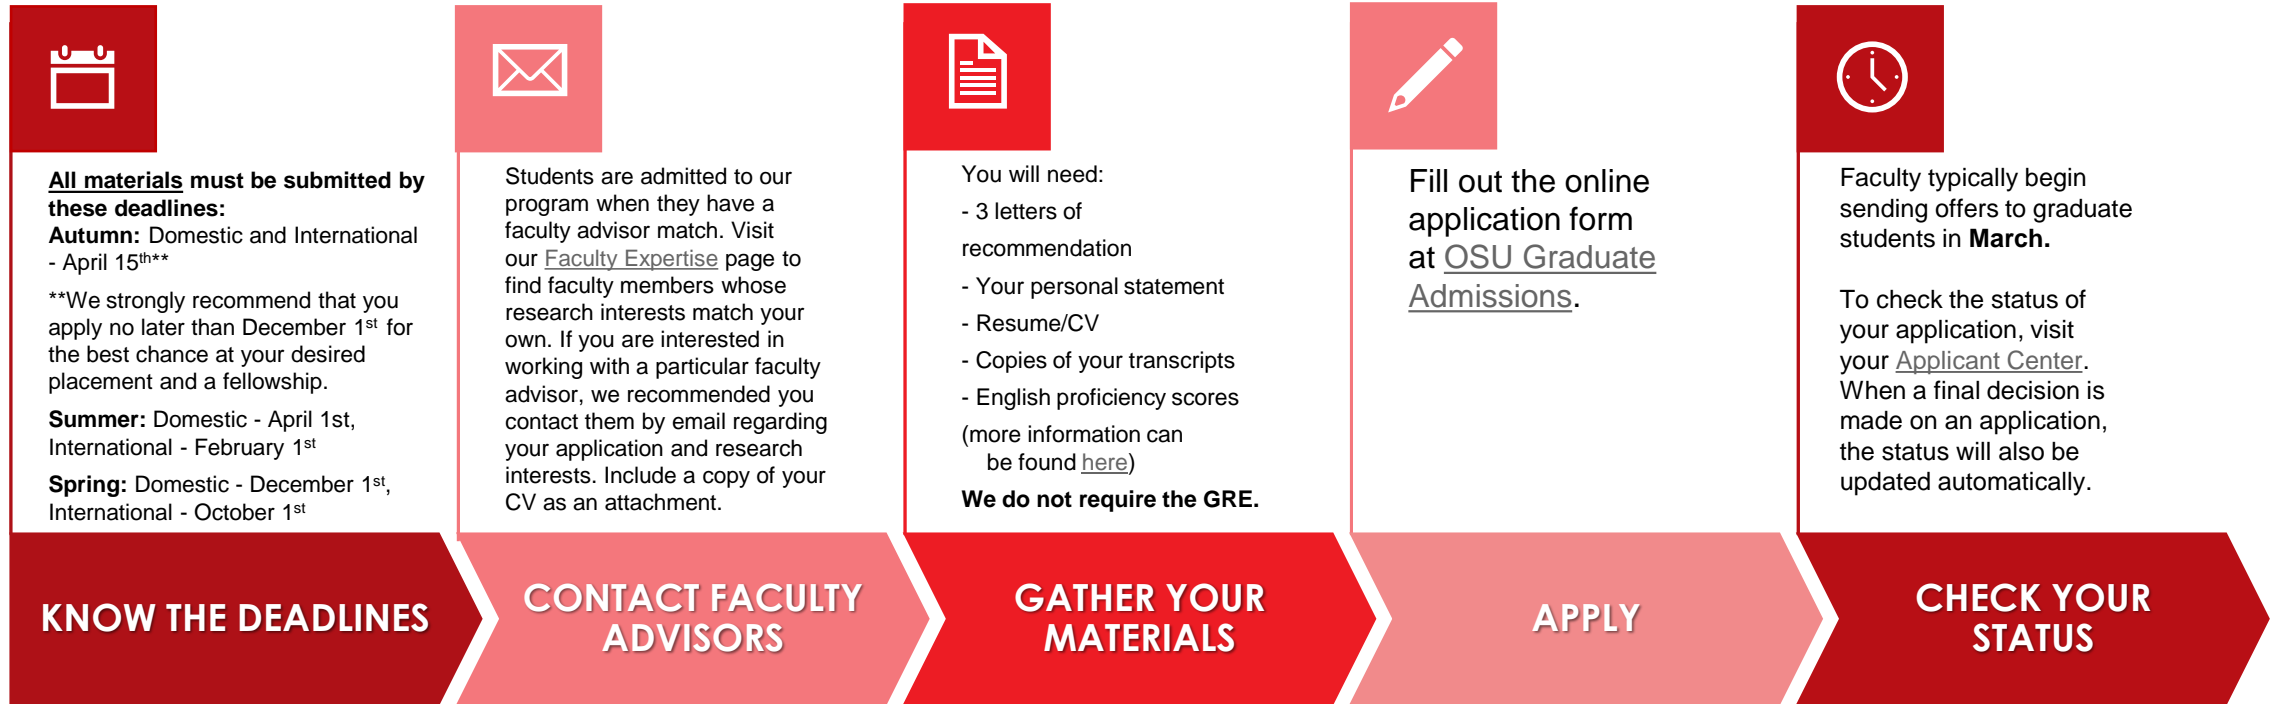 All materials must be submitted by
these deadlines:
Autumn: Domestic and International
- April 15th**
**We strongly recommend that you
apply no later than December 1st for
the best chance at your desired
placement and a fellowship.
Summer: Domestic - April 1st,
International - February 1st
Spring: Domestic - December 1st,
International - October 1st
KNOW THE DEADLINES
Students are admitted to our
program when they have a
faculty advisor match. Visit
our Faculty Expertise page to
find faculty members whose
research interests match your
own. If you are interested in
working with a particular faculty
advisor, we recommended you
contact them by email regarding
your application and research
interests. Include a copy of your
CV as an attachment.
CONTACT FACULTY
ADVISORS
You will need:
- 3 letters of
recommendation
- Your personal statement
- Resume/CV
- Copies of your transcripts
- English proficiency scores
(more information can
be found here)
We do not require the GRE.
GATHER YOUR
MATERIALS
Fill out the online
application form
at OSU Graduate
Admissions.
APPLY
Faculty typically begin
sending offers to graduate
students in March.
To check the status of
your application, visit
your Applicant Center.
When a final decision is
made on an application,
the status will also be
updated automatically.
CHECK YOUR
STATUS